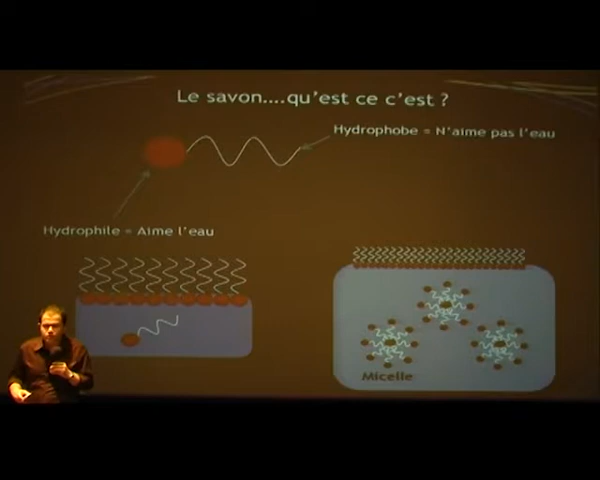 Le savon....qu'est ce c'est ?
Hydrophobe = N'aime pas l'eau
Hydrophile = Aime l'eau
Micelle